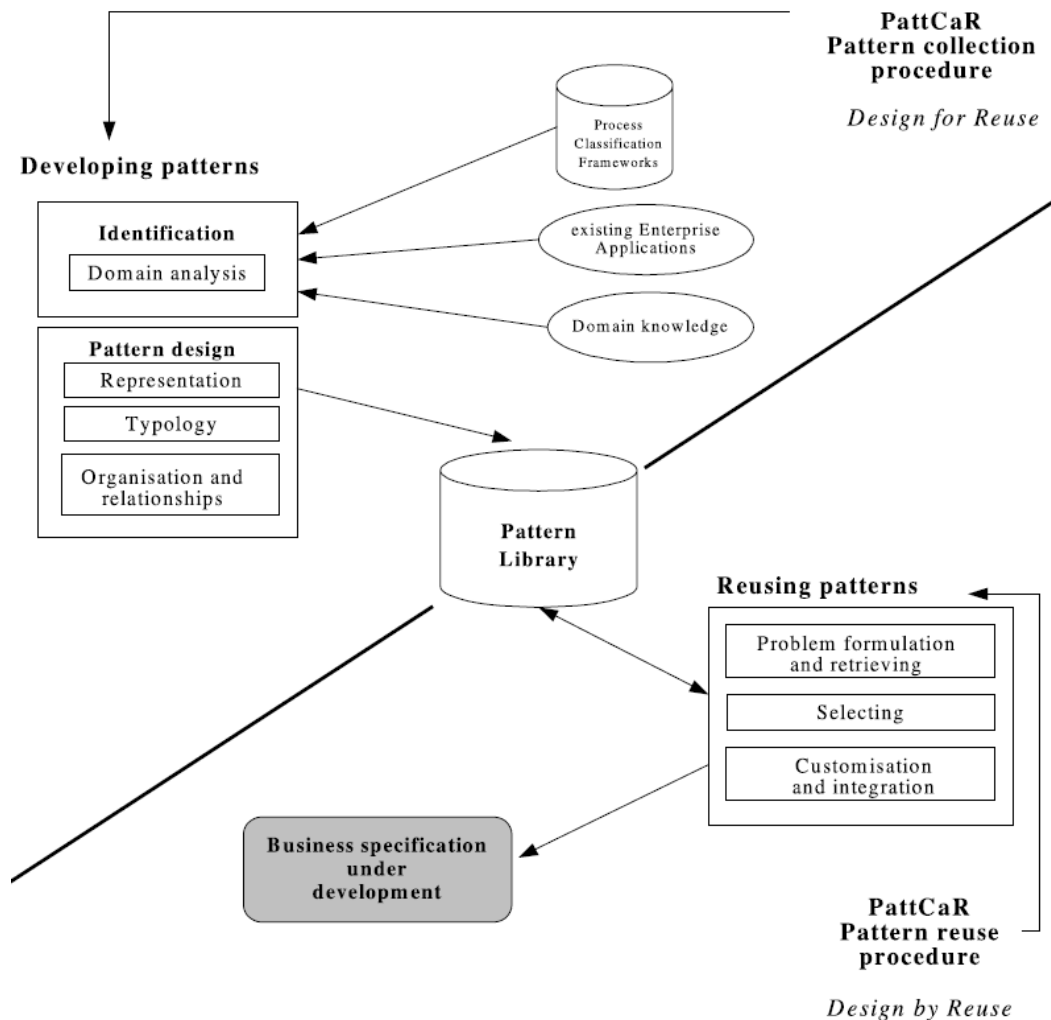 PattCaR
Pattern collection
procedure
Design for Reuse
Process
Classification
Frameworks
Developing patterns
Identification
Domain analysis
existing Enterprise
Applications
Domain knowledge
Pattern design
Representation
Typology
Organisation and
relationships
Pattern
Library
Reusing patterns
Problem formulation
and retrieving
Selecting
Customisation
and integration
Business specification
under
development
PattCaR
Pattern reuse
procedure
Design by Reuse